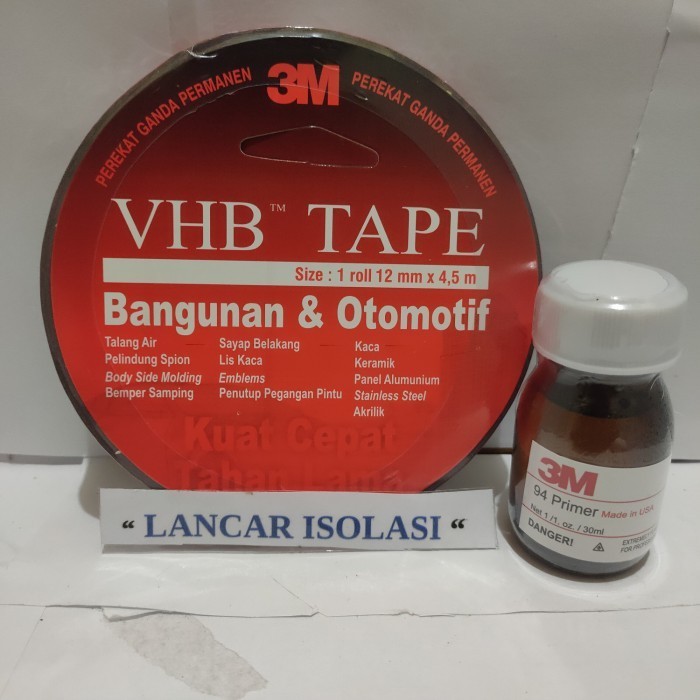 PEREKAT GANDA PERMANEN 3M PEREKAT GANDA PERMANEN
VHB™ TAPE
Size : 1 roll 12 mm x 4,5 m
Bangunan & Otomotif
Talang Air
Pelindung Spion
Body Side Molding
Bemper Samping
Sayap Belakang
Lis Kaca
Emblems
Penutup Pegangan Pintu
Kaca
Keramik
Panel Alumunium
Stainless Steel
Akrilik
Kuat Cepat
Tahan Lama
“ LANCAR ISOLASI “
3M
94 Primer Made in USA
Net 1 /1. oz. / 30ml
DANGER!